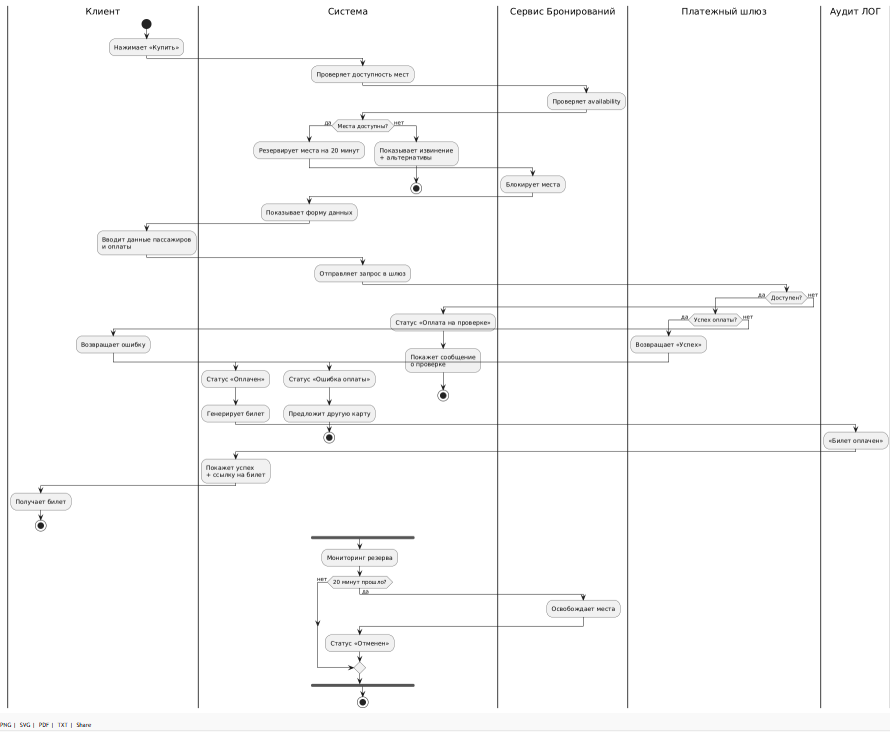 Клиент
Система
Сервис Бронирований
Платежный шлюз
Аудит ЛОГ
Нажимает «Купить»
Проверяет доступность мест
Проверяет availability
да
Места доступны?
нет
Резервирует места на 20 минут
Показывает извинение
+ альтернативы
Блокирует места
Показывает форму данных
Вводит данные пассажиров
и оплаты
Отправляет запрос в шлюз
да
Доступен?
нет
Статус «Оплата на проверке»
да
Успех оплаты?
нет
Возвращает ошибку
Возвращает «Успех»
Покажет сообщение
о проверке
Статус «Оплачен»
Статус «Ошибка оплаты»
Генерирует билет
Предложит другую карту
«Билет оплачен»
Покажет успех
+ ссылку на билет
Получает билет
Мониторинг резерва
нет
20 минут прошло?
да
Освобождает места
Статус «Отменен»
PNG | SVG | PDF | TXT | Share